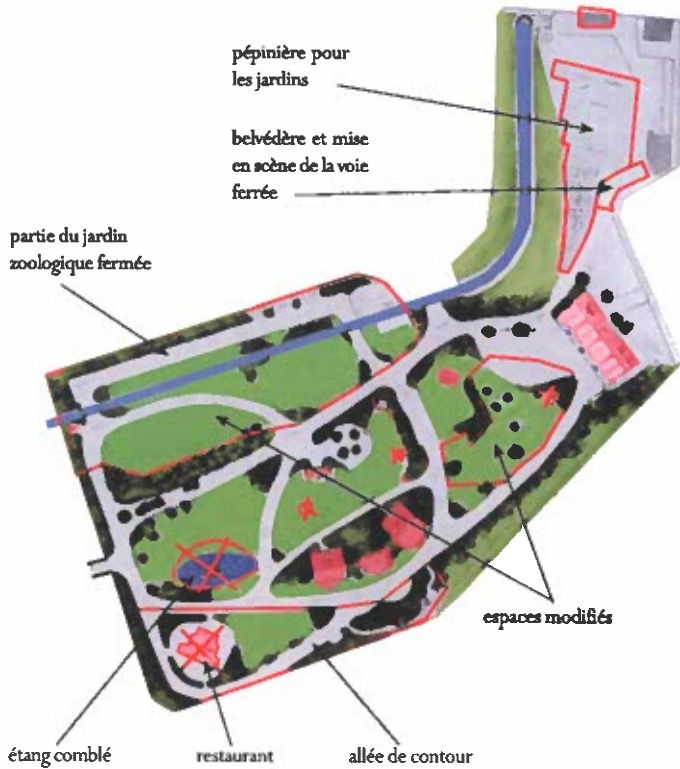 pépinière pour
les jardins
belvédère et mise
en scène de la voie
ferrée
partie du jardin
zoologique fermée
espaces modifiés
étang comblé
restaurant
allée de contour